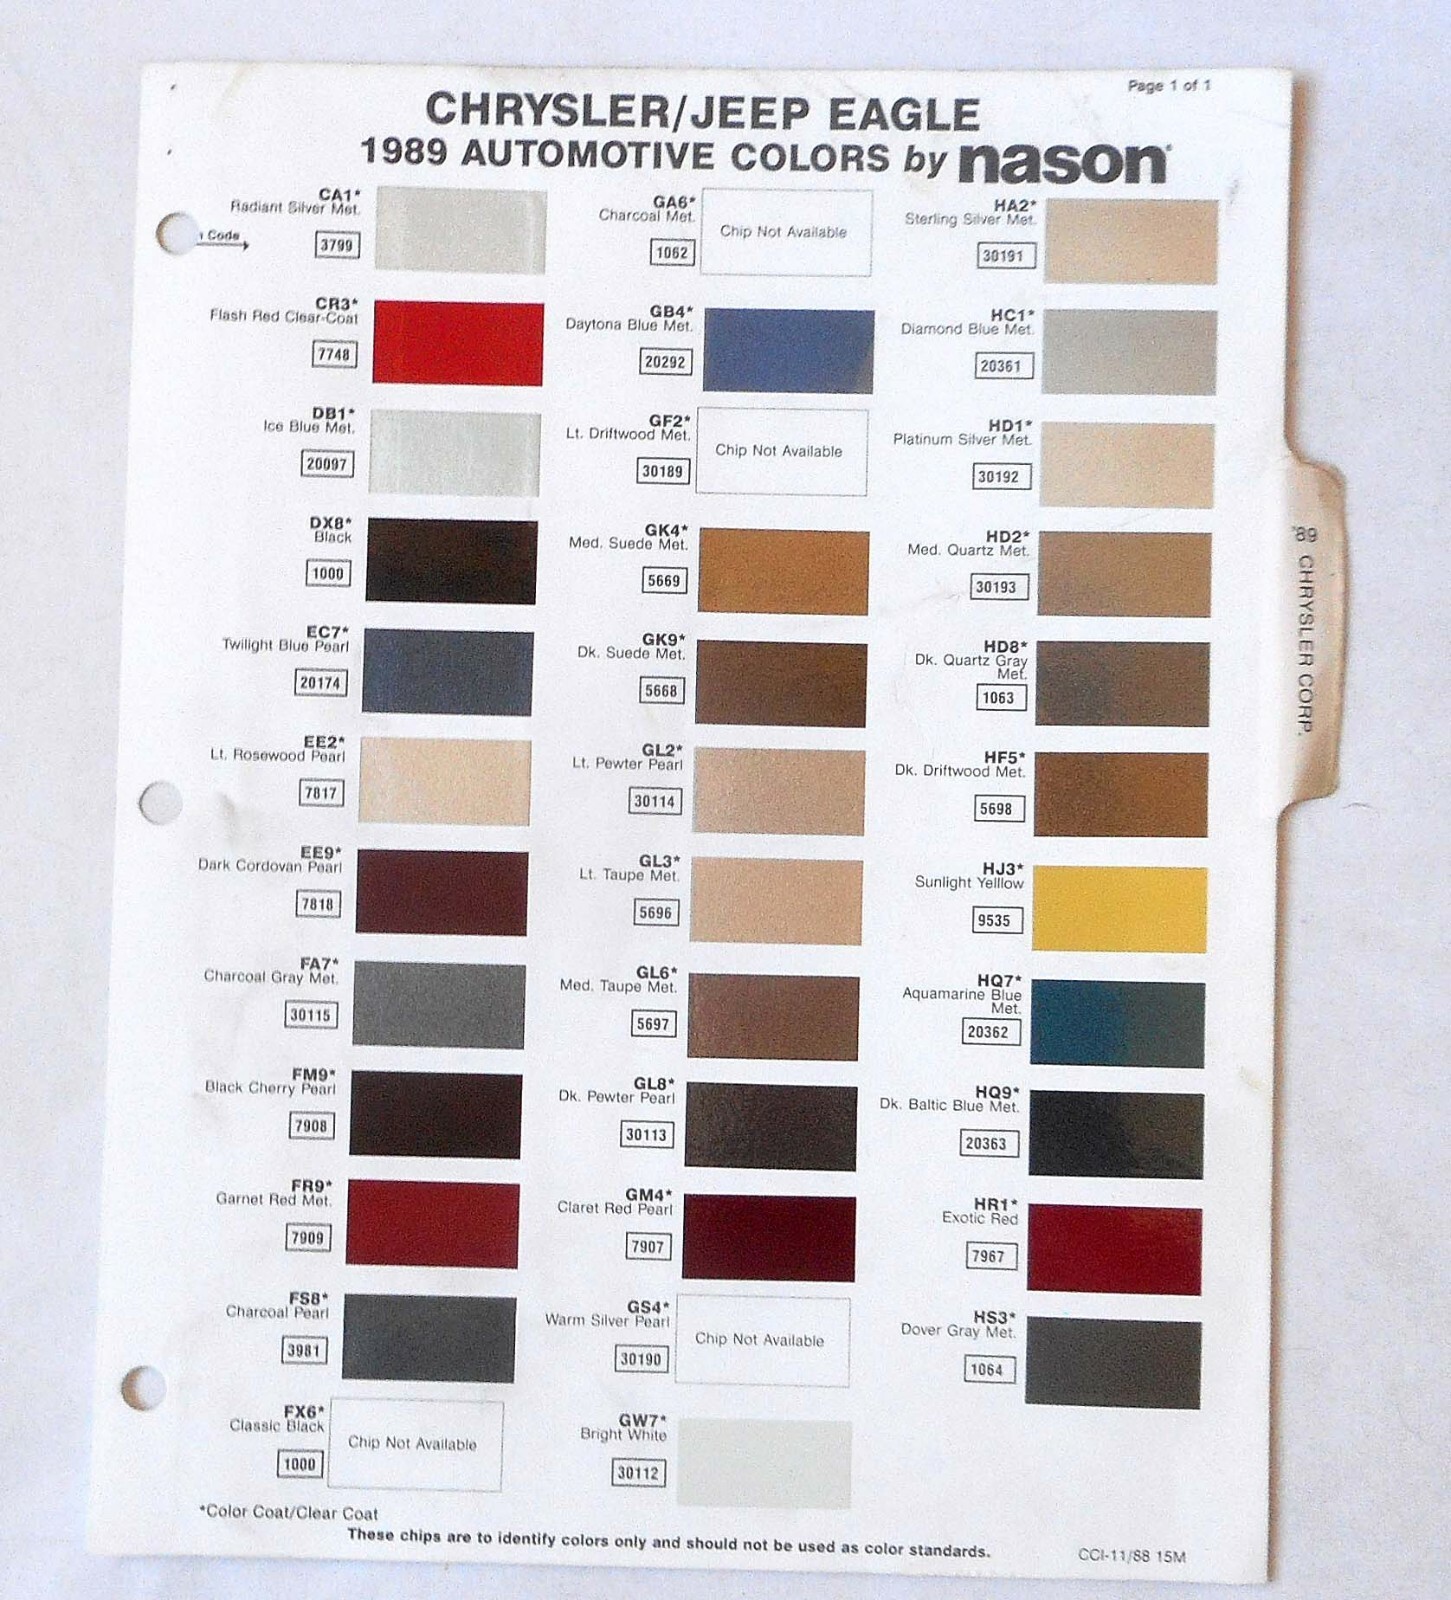 Page 1 of 1
CHRYSLER/JEEP EAGLE
1989 AUTOMOTIVE COLORS by nason
CA1*
Radiant Silver Met.
Code
3799
CR3*
Flash Red Clear-Coat
7748
DB1*
Ice Blue Met.
20097
DX8*
Black
1000
EC7*
Twilight Blue Pearl
20174
EE2*
Lt. Rosewood Pearl
7817
EE9*
Dark Cordovan Pearl
7818
FA7*
Charcoal Gray Met.
30115
FM9*
Black Cherry Pearl
7908
FR9*
Garnet Red Met.
7909
FS8*
Charcoal Pearl
3981
FX6*
Classic Black
1000
Chip Not Available
GA6*
Charcoal Met.
1062
Chip Not Available
GB4*
Daytona Blue Met.
20292
GF2*
Lt. Driftwood Met.
30189
Chip Not Available
GK4*
Med. Suede Met.
5669
GK9*
Dk. Suede Met.
5668
GL2*
Lt. Pewter Pearl
30114
GL3*
Lt. Taupe Met.
5696
GL6*
Med. Taupe Met.
5697
GL8*
Dk. Pewter Pearl
30113
GM4*
Claret Red Pearl
7907
GS4*
Warm Silver Pearl
30190
Chip Not Available
GW7*
Bright White
30112
HA2*
Sterling Silver Met.
30191
HC1*
Diamond Blue Met.
20361
HD1*
Platinum Silver Met.
30192
HD2*
Med. Quartz Met.
30193
HD8*
Dk. Quartz Gray
Met.
1063
HF5*
Dk. Driftwood Met.
5698
HJ3*
Sunlight Yelllow
9535
HQ7*
Aquamarine Blue
Met.
20362
HQ9*
Dk. Baltic Blue Met.
20363
HR1*
Exotic Red
7967
HS3*
Dover Gray Met.
1064
'89 CHRYSLER CORP.
*Color Coat/Clear Coat
These chips are to identify colors only and should not be used as color standards.
CCI-11/88 15M